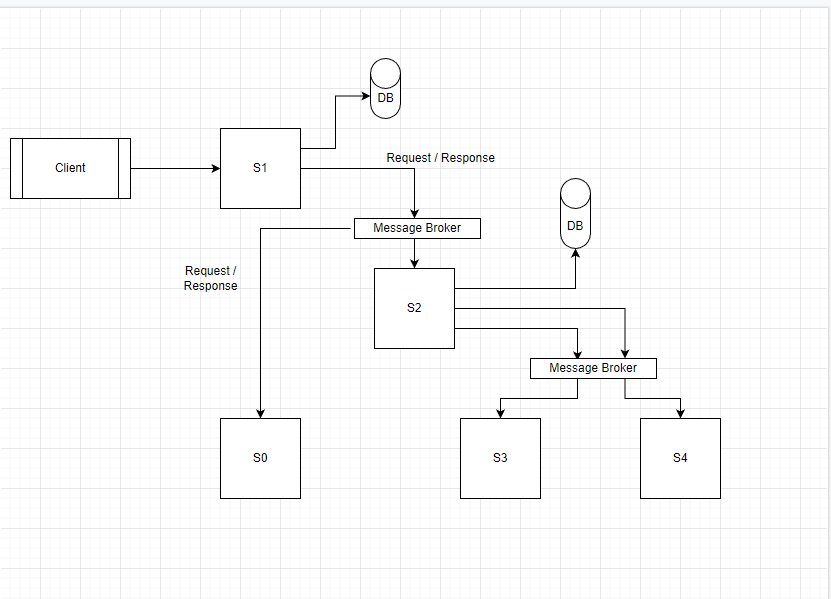 DB
Client
S1
Request / Response
Message Broker
DB
Request /
Response
S2
Message Broker
S0
S3
S4